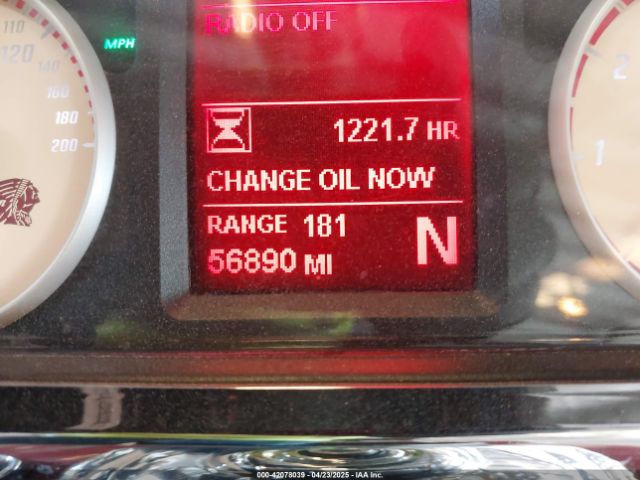 110
120
140
160
180
200
MPH
RADIO OFF
1221.7 HR
CHANGE OIL NOW
RANGE 181
56890 MI
N
2
1
000-42078039 - 04/23/2025 - IAA Inc.